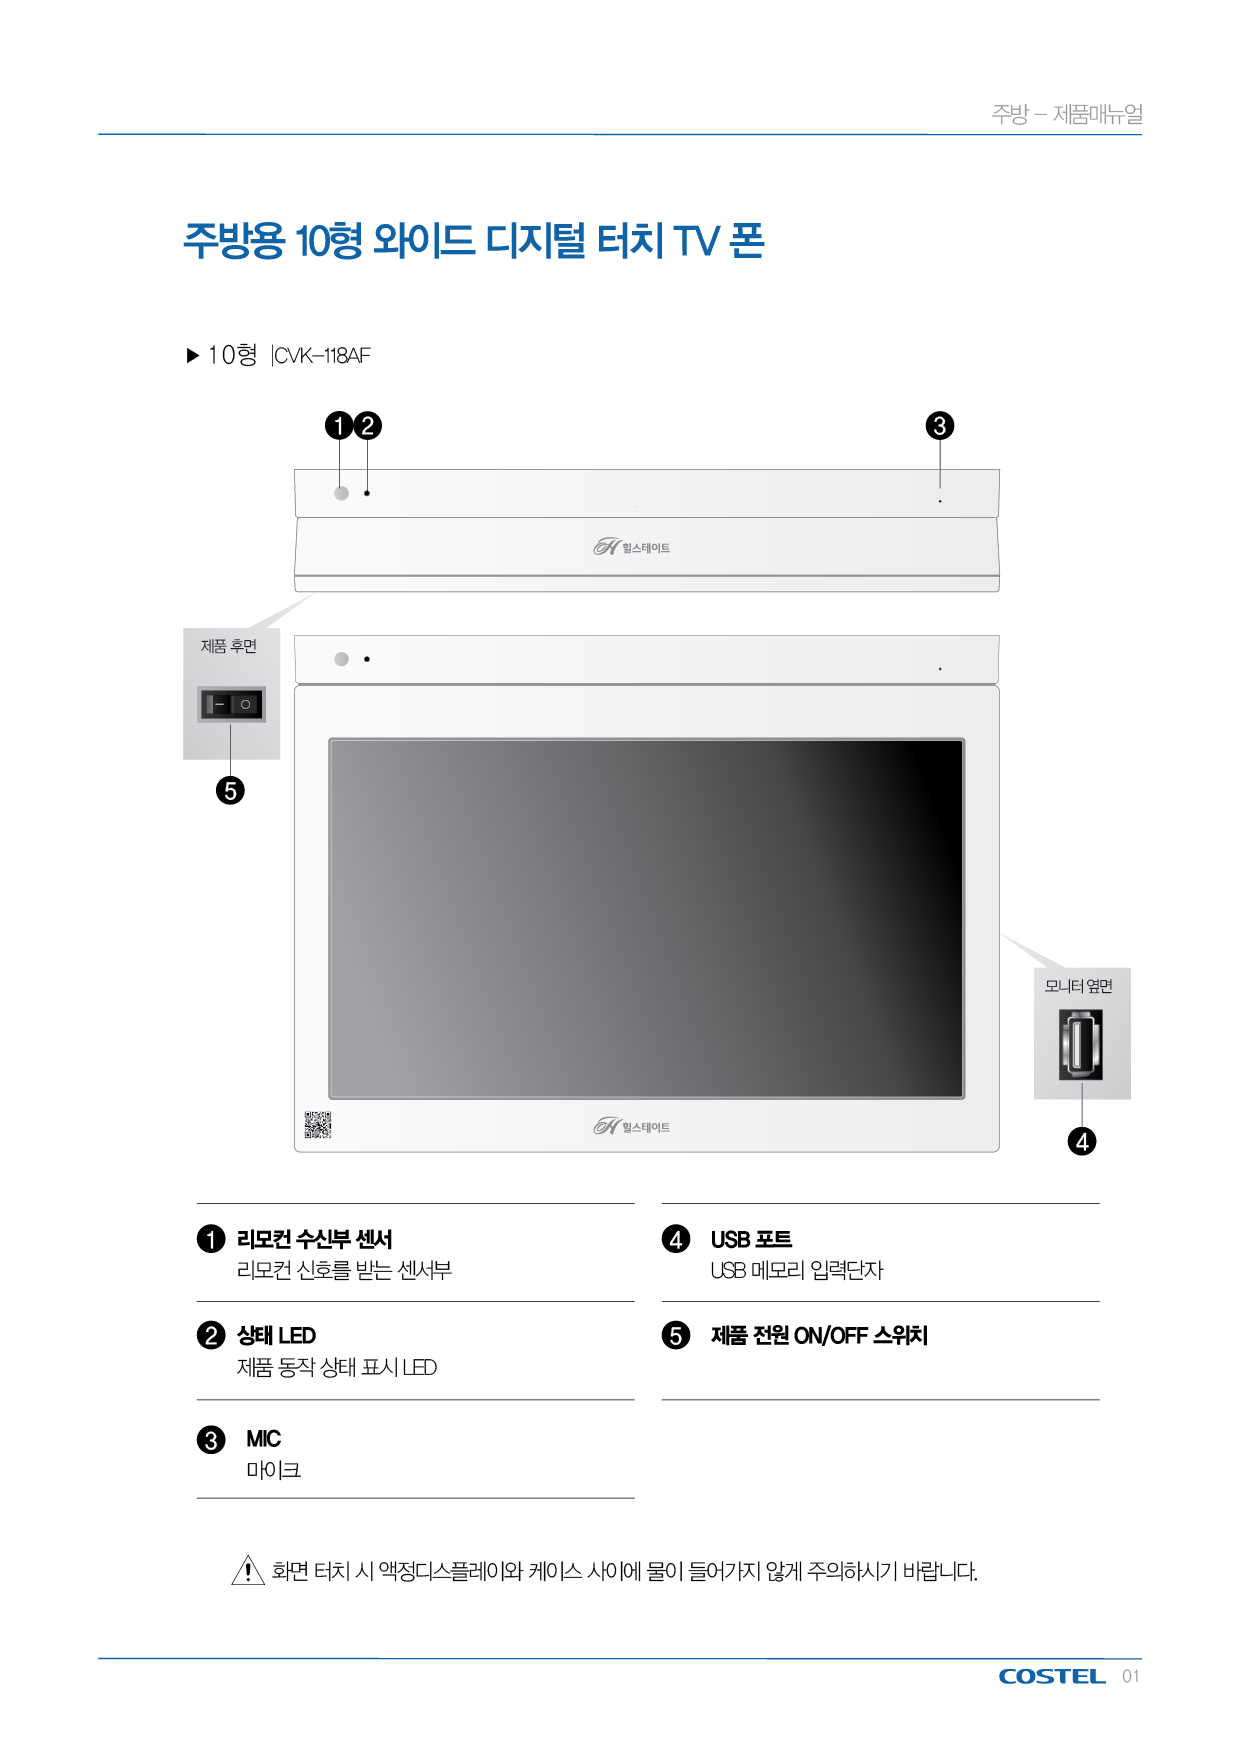 주방 – 제품매뉴얼
주방용 10형 와이드 디지털 터치 TV 폰
▶ 10형 |CVK-118AF
1 2 3
힐스테이트
제품 후면
5
모니터 옆면
힐스테이트
4
1 리모컨 수신부 센서
리모컨 신호를 받는 센서부
2 상태 LED
제품 동작 상태 표시 LED
3 MIC
마이크
4 USB 포트
USB 메모리 입력단자
5 제품 전원 ON/OFF 스위치
화면 터치 시 액정디스플레이와 케이스 사이에 물이 들어가지 않게 주의하시기 바랍니다.
COSTEL 01